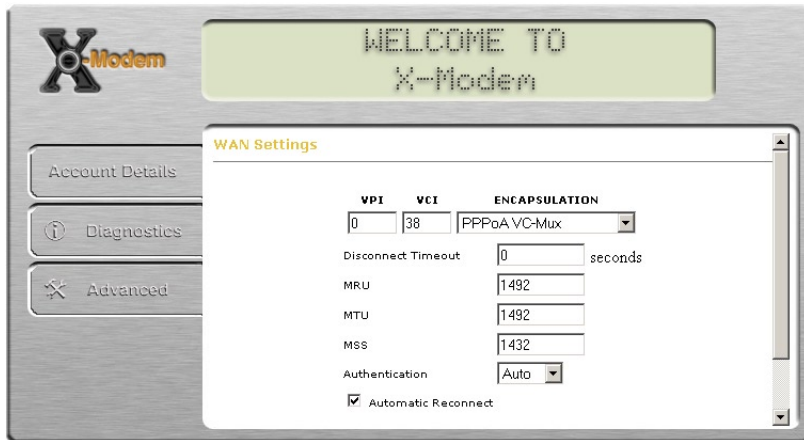 X-Modem
WELCOME TO
X-Modem
Account Details
Diagnostics
Advanced
WAN Settings
VPI VCI ENCAPSULATION
0 38 PPPoA VC-Mux
Disconnect Timeout 0 seconds
MRU 1492
MTU 1492
MSS 1432
Authentication Auto
Automatic Reconnect